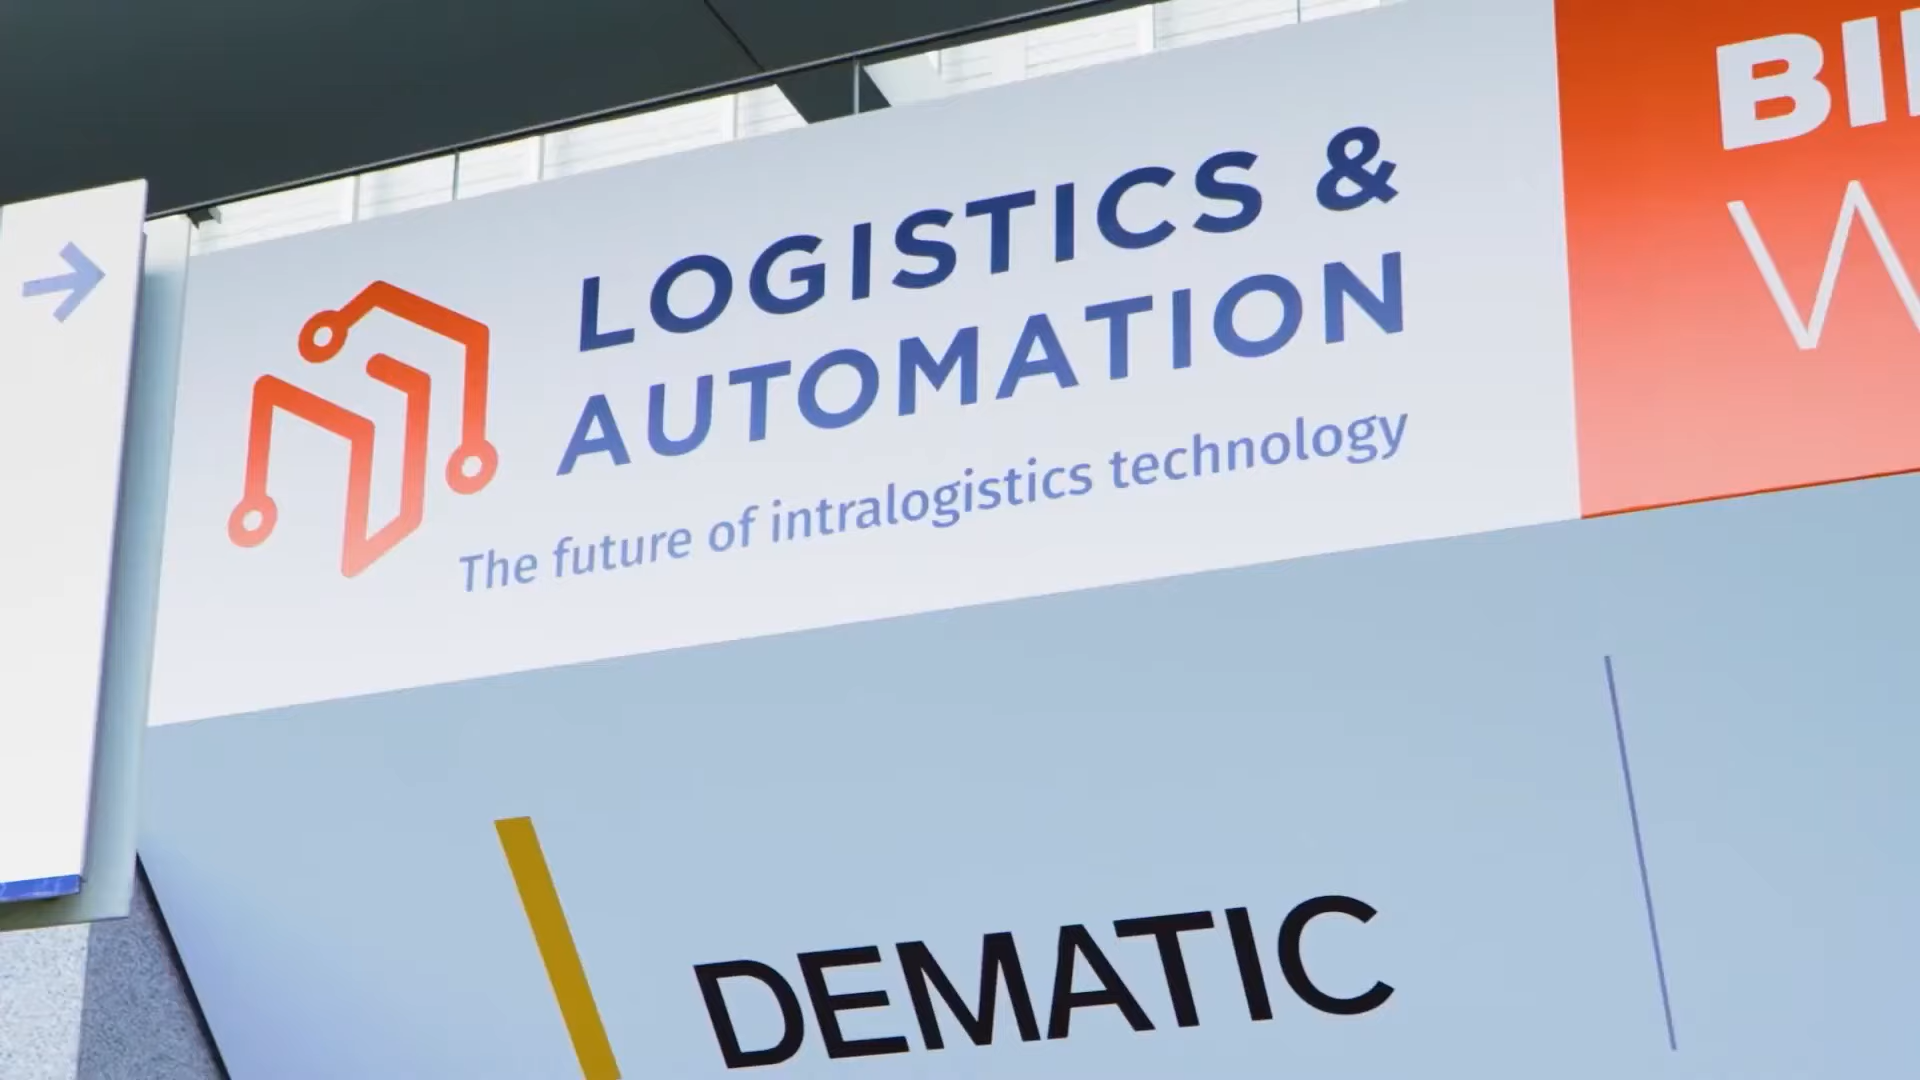 LOGISTICS &
AUTOMATION
The future of intralogistics technology
DEMATIC